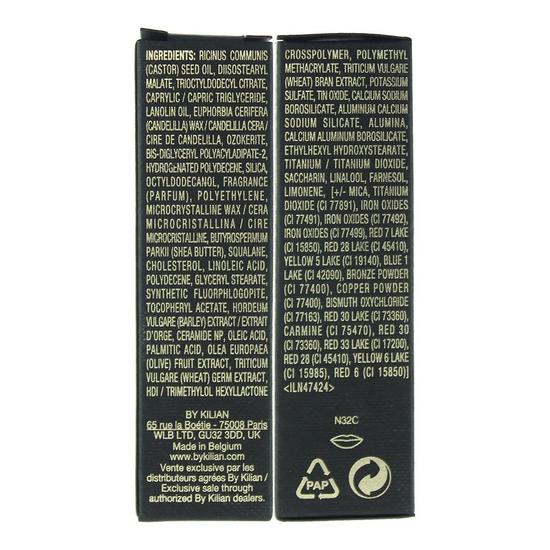 INGREDIENTS: RICINUS COMMUNIS
(CASTOR) SEED OIL, DIISOSTEARYL
MALATE, TRIOCTYLDODECYL CITRATE,
CAPRYLIC / CAPRIC TRIGLYCERIDE,
LANOLIN OIL, EUPHORBIA CERIFERA
(CANDELILLA) WAX / CANDELILLA CERA /
CIRE DE CANDELILLA, OZOKERITE,
BIS-DIGLYCERYL POLYACYLADIPATE-2,
HYDROGENATED POLYDECENE, SILICA,
OCTYLDODECANOL, FRAGRANCE
(PARFUM), POLYETHYLENE,
MICROCRYSTALLINE WAX / CERA
MICROCRISTALLINA / CIRE
MICROCRISTALLINE, BUTYROSPERMUM
PARKII (SHEA BUTTER), SQUALANE,
CHOLESTEROL, LINOLEIC ACID,
POLYDECENE, GLYCERYL STEARATE,
SYNTHETIC FLUORPHLOGOPITE,
TOCOPHERYL ACETATE, HORDEUM
VULGARE (BARLEY) EXTRACT / EXTRAIT
D'ORGE, CERAMIDE NP, OLEIC ACID,
PALMITIC ACID, OLEA EUROPAEA
(OLIVE) FRUIT EXTRACT, TRITICUM
VULGARE (WHEAT) GERM EXTRACT,
HDI / TRIMETHYLOL HEXYLLACTONE
BY KILIAN
65 rue la Boétie - 75008 Paris
WLB LTD, GU32 3DD, UK
Made in Belgium
www.bykilian.com
Vente exclusive par les
distributeurs agrées By Kilian /
Exclusive sale through
authorized By Kilian dealers.
CROSSPOLYMER, POLYMETHYL
METHACRYLATE, TRITICUM VULGARE
(WHEAT) BRAN EXTRACT, POTASSIUM
SULFATE, TIN OXIDE, CALCIUM SODIUM
BOROSILICATE, ALUMINUM CALCIUM
SODIUM SILICATE, ALUMINA,
CALCIUM ALUMINUM BOROSILICATE,
ETHYLHEXYL HYDROXYSTEARATE,
TITANIUM / TITANIUM DIOXIDE,
SACCHARIN, LINALOOL, FARNESOL,
LIMONENE, [+/- MICA, TITANIUM
DIOXIDE (CI 77891), IRON OXIDES
(CI 77491), IRON OXIDES (CI 77492),
IRON OXIDES (CI 77499), RED 7 LAKE
(CI 15850), RED 28 LAKE (CI 45410),
YELLOW 5 LAKE (CI 19140), BLUE 1
LAKE (CI 42090), BRONZE POWDER
(CI 77400), COPPER POWDER
(CI 77400), BISMUTH OXYCHLORIDE
(CI 77163), RED 30 LAKE (CI 73360),
CARMINE (CI 75470), RED 30
(CI 73360), RED 33 LAKE (CI 17200),
RED 28 (CI 45410), YELLOW 6 LAKE
(CI 15985), RED 6 (CI 15850)]
<ILN47424>
N32C
PAP